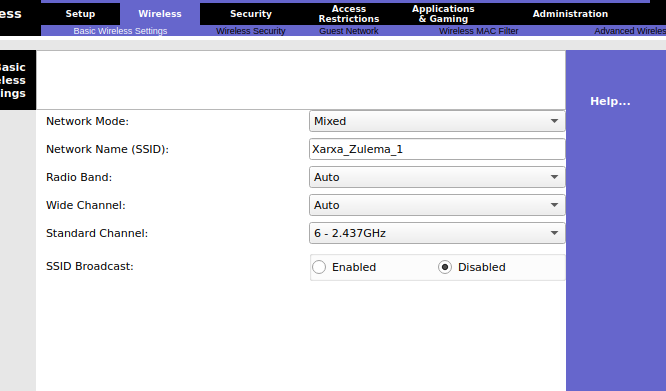 ess Setup Wireless Security Access Restrictions Applications & Gaming Administration
Basic Wireless Settings Wireless Security Guest Network Wireless MAC Filter Advanced Wireles
Basic
eless
ings
Help...
Network Mode: Mixed
Network Name (SSID): Xarxa_Zulema_1
Radio Band: Auto
Wide Channel: Auto
Standard Channel: 6 - 2.437GHz
SSID Broadcast: Enabled Disabled